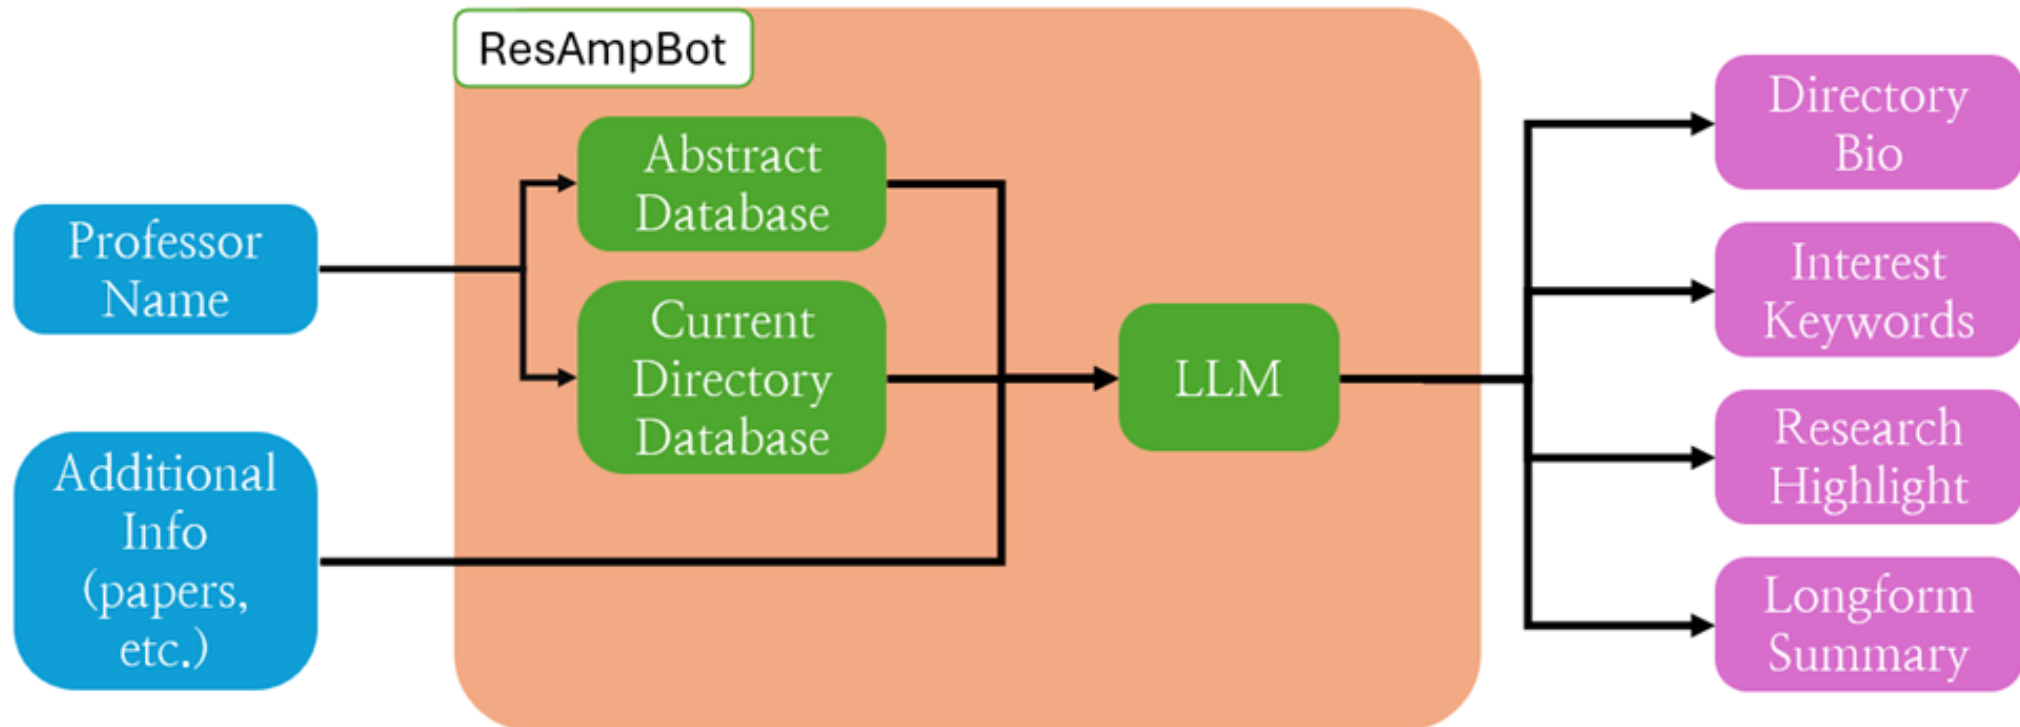 ResAmpBot
Professor
Name
Additional
Info
(papers,
etc.)
Abstract
Database
Current
Directory
Database
LLM
Directory
Bio
Interest
Keywords
Research
Highlight
Longform
Summary